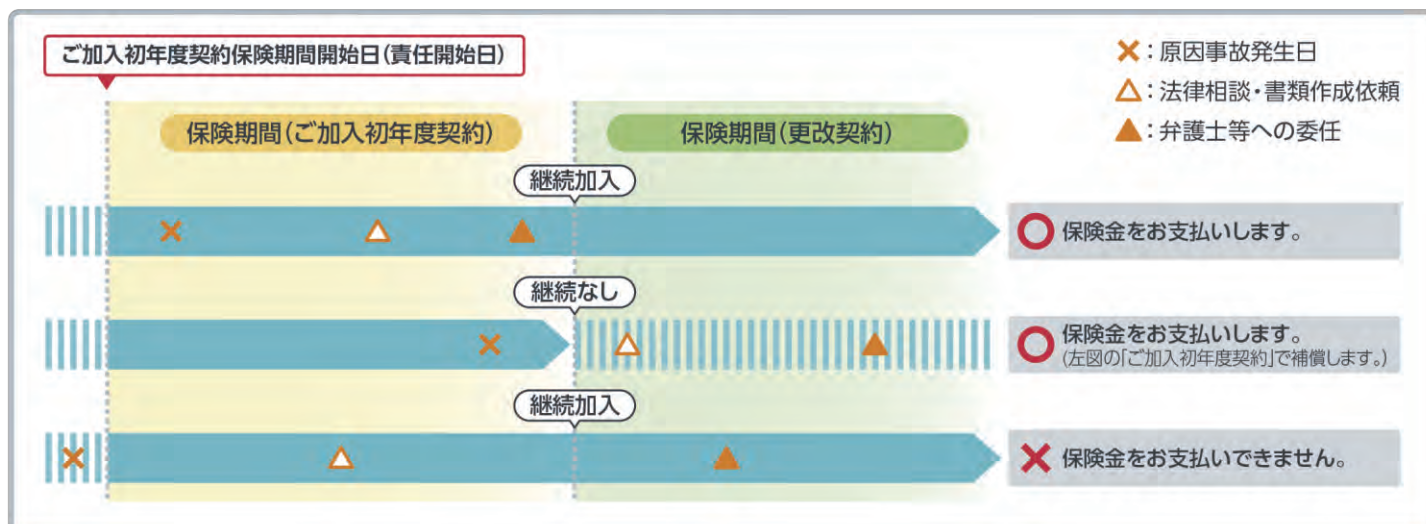 ご加入初年度契約保険期間開始日(責任開始日)
×：原因事故発生日
△：法律相談・書類作成依頼
▲：弁護士等への委任
保険期間(ご加入初年度契約)
保険期間(更改契約)
継続加入
保険金をお支払いします。
継続なし
保険金をお支払いします。
(左図の「ご加入初年度契約」で補償します。)
継続加入
保険金をお支払いできません。